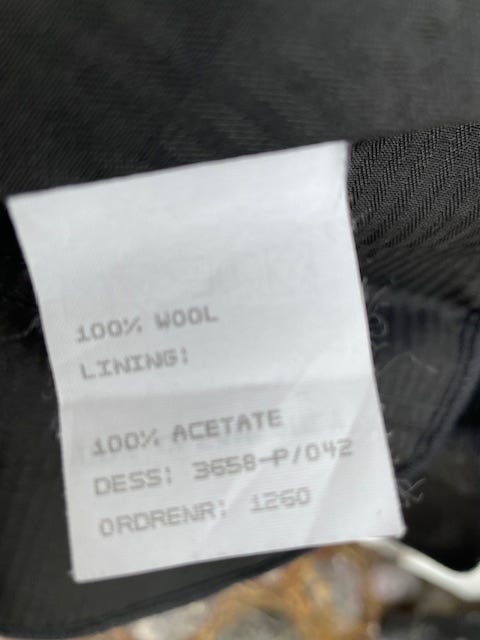 100% WOOL
LINING:
100% ACETATE
DESS: 3658-P/042
ORDRENR: 1260